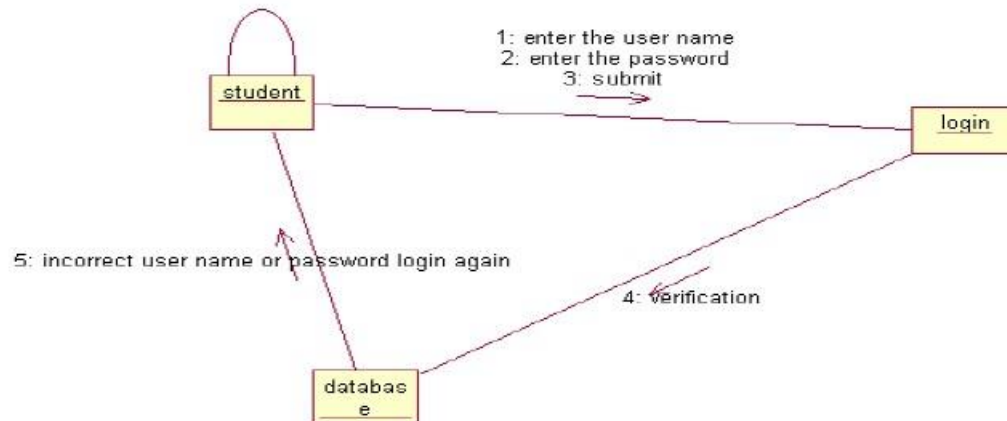 1: enter the user name
2: enter the password
3: submit
student
login
5: incorrect user name or password login again
4: verification
databas
e